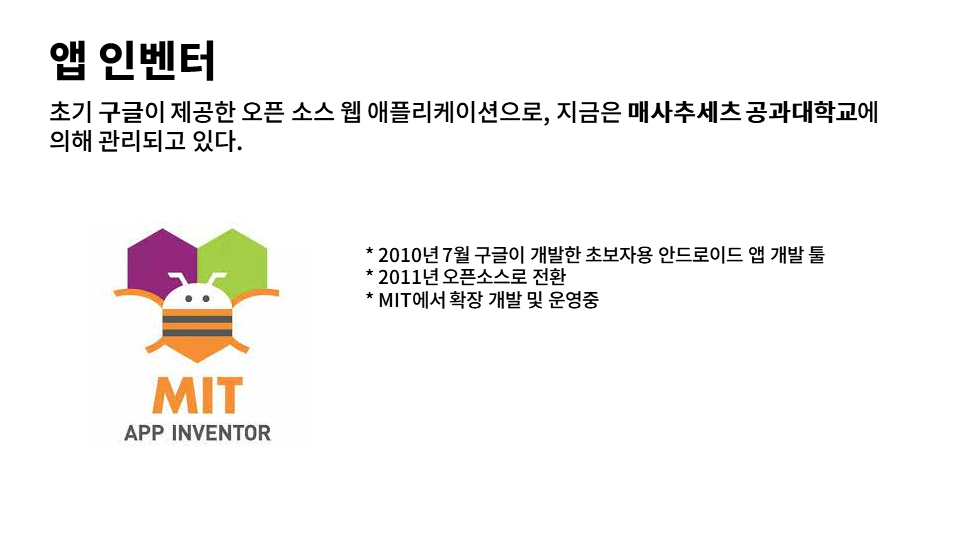 앱 인벤터
초기 구글이 제공한 오픈 소스 웹 애플리케이션으로, 지금은 매사추세츠 공과대학교에
의해 관리되고 있다.
* 2010년 7월 구글이 개발한 초보자용 안드로이드 앱 개발 툴
* 2011년 오픈소스로 전환
* MIT에서 확장 개발 및 운영중
MIT
APP INVENTOR